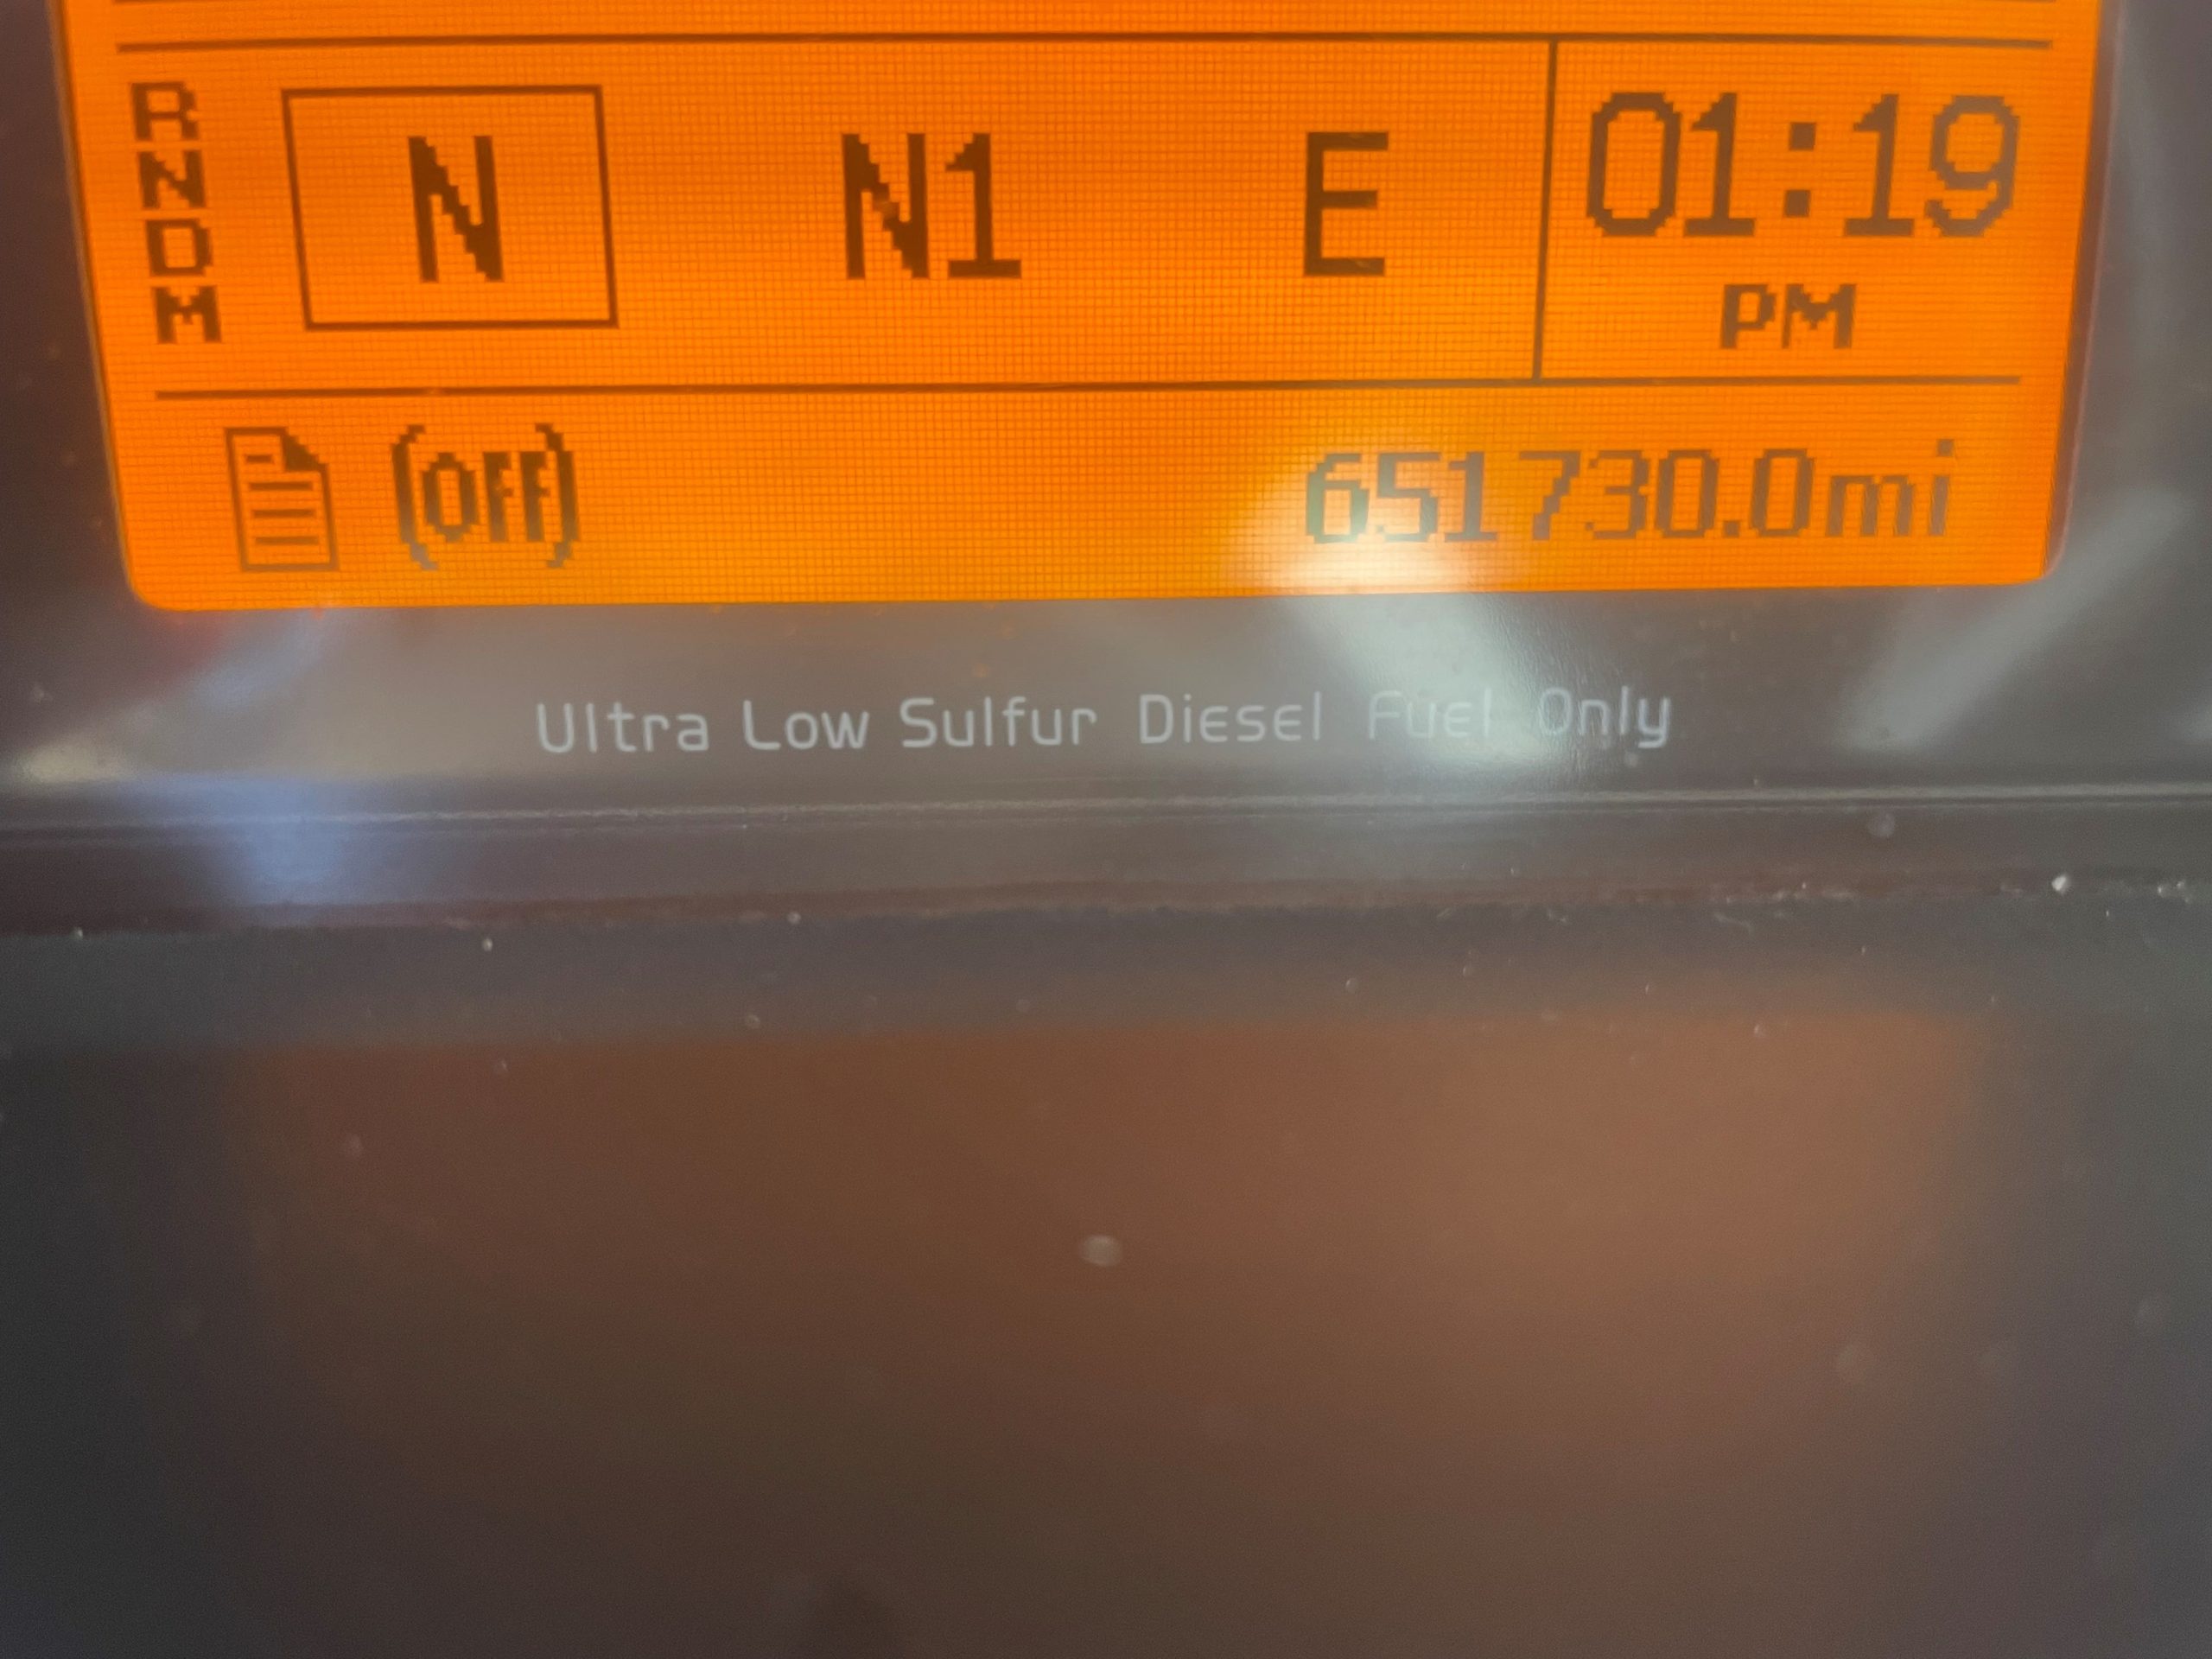 R
N
D
M
N N1 E
01:19
PM
(Off) 651730.0mi
Ultra Low Sulfur Diesel Fuel Only